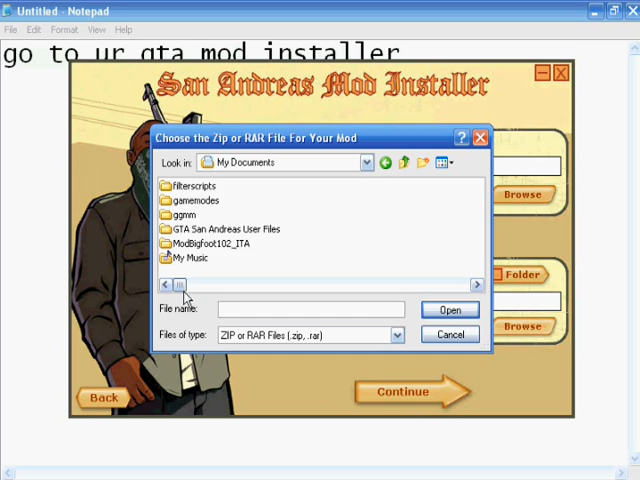 Untitled - Notepad
File Edit Format View Help
go to ur gta mod installer
San Andreas Mod Installer
Choose the Zip or RAR File For Your Mod
Look in: My Documents
filterscripts
gamemodes
ggmm
GTA San Andreas User Files
ModBigfoot102_ITA
My Music
Browse
Folder
File name: Open
Files of type: ZIP or RAR Files (.zip, .rar) Cancel
Browse
Back
Continue